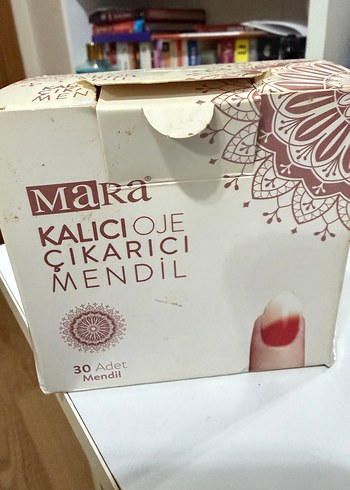 MaRa®
KALICI OJE
ÇIKARICI
MENDİL
30 Adet
Mendil